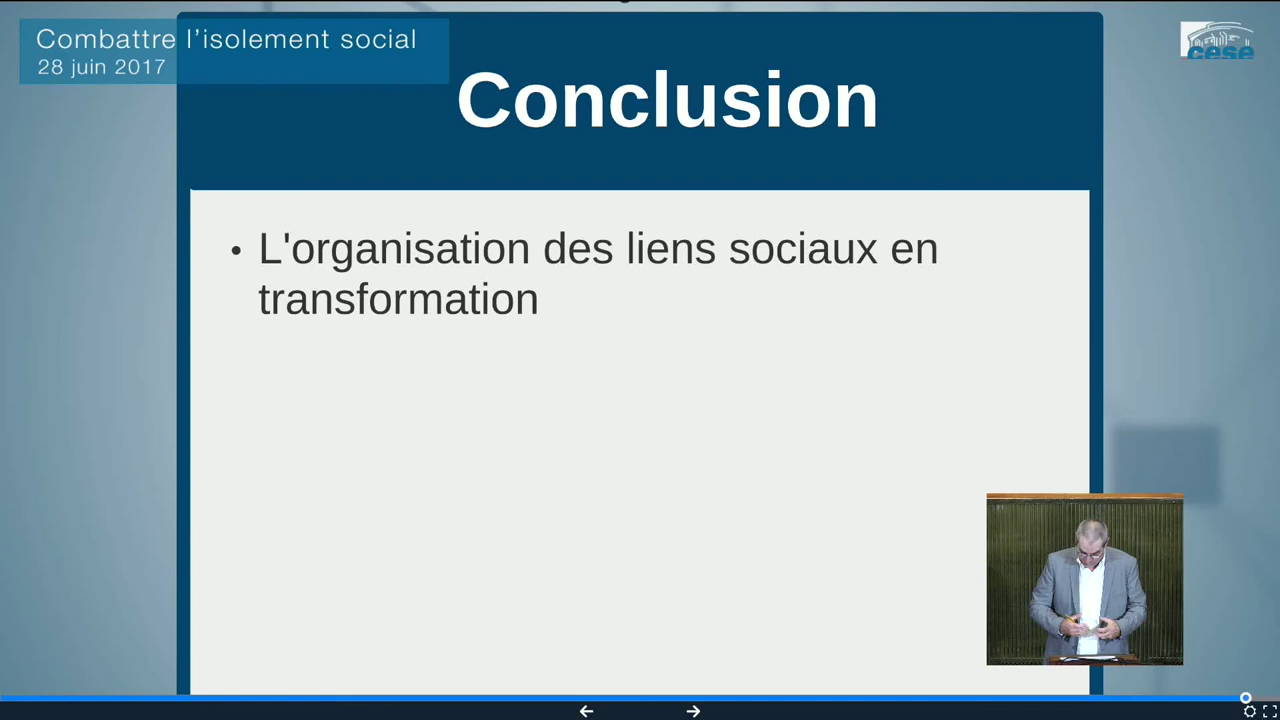 Combattre l’isolement social
28 juin 2017
cese
Conclusion
• L'organisation des liens sociaux en
transformation